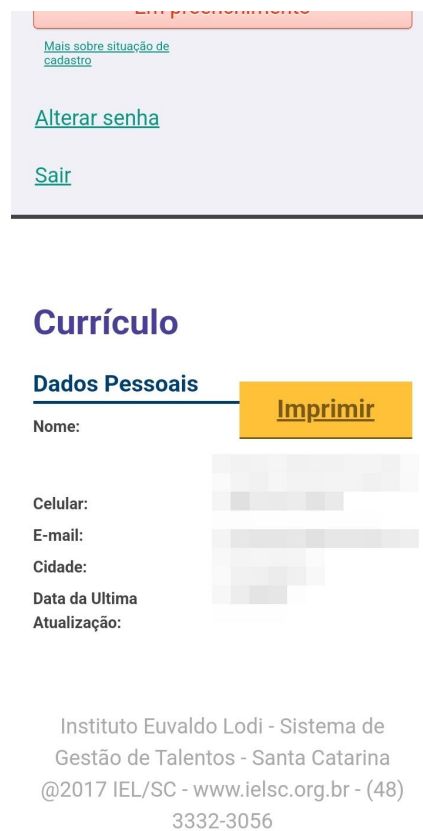 Em preenchimento
Mais sobre situação de
cadastro
Alterar senha
Sair
Currículo
Dados Pessoais
Imprimir
Nome:
Celular:
E-mail:
Cidade:
Data da Ultima
Atualização:
Instituto Euvaldo Lodi - Sistema de
Gestão de Talentos - Santa Catarina
@2017 IEL/SC - www.ielsc.org.br - (48)
3332-3056